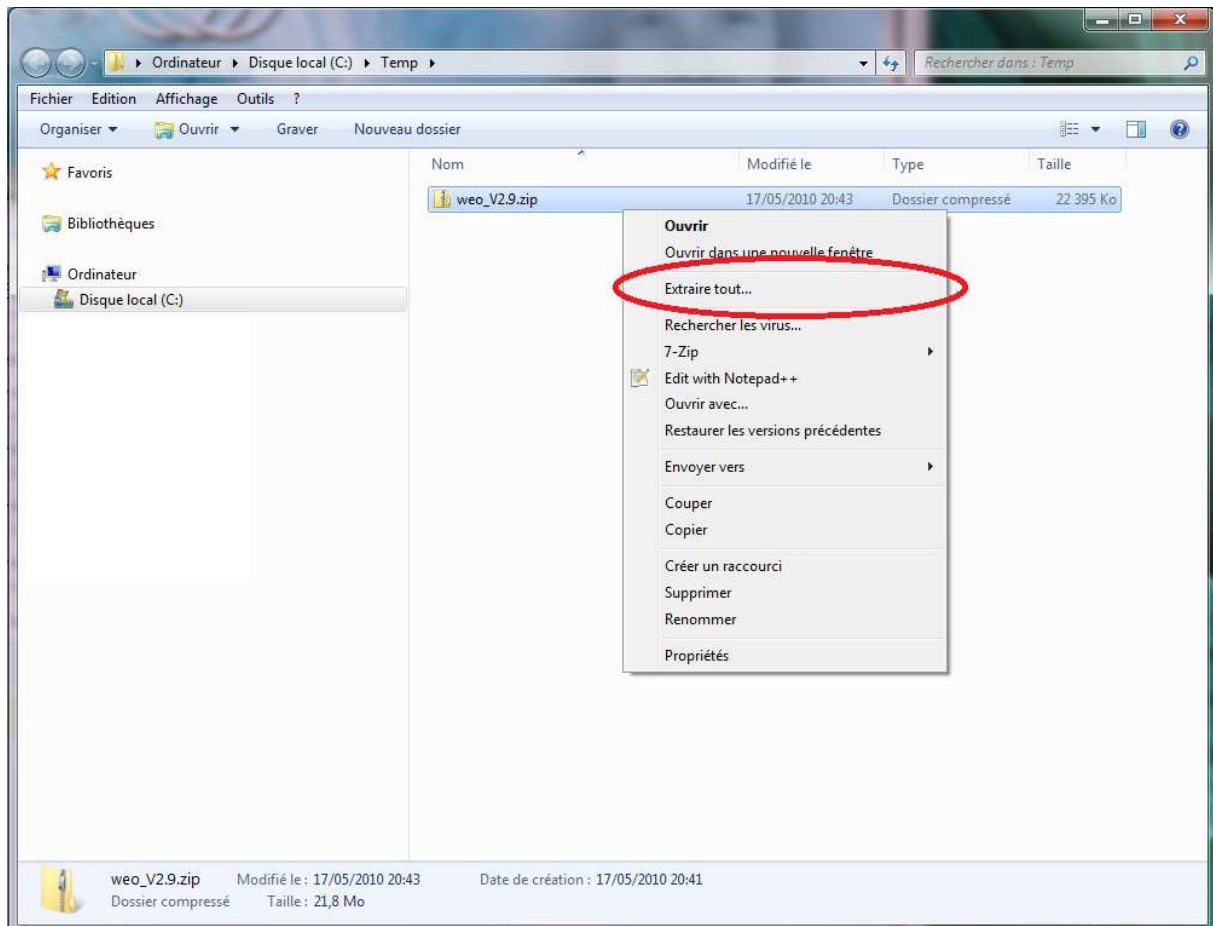 Ordinateur Disque local (C:) Temp
Rechercher dans : Temp
Fichier Edition Affichage Outils ?
Organiser Ouvrir Graver Nouveau dossier
Favoris
Bibliothèques
Ordinateur
Disque local (C:)
Nom Modifié le Type Taille
weo_V2.9.zip 17/05/2010 20:43 Dossier compressé 22 395 Ko
Ouvrir
Ouvrir dans une nouvelle fenêtre
Extraire tout...
Rechercher les virus...
7-Zip
Edit with Notepad++
Ouvrir avec...
Restaurer les versions précédentes
Envoyer vers
Couper
Copier
Créer un raccourci
Supprimer
Renommer
Propriétés
weo_V2.9.zip Modifié le : 17/05/2010 20:43 Date de création : 17/05/2010 20:41
Dossier compressé Taille : 21,8 Mo